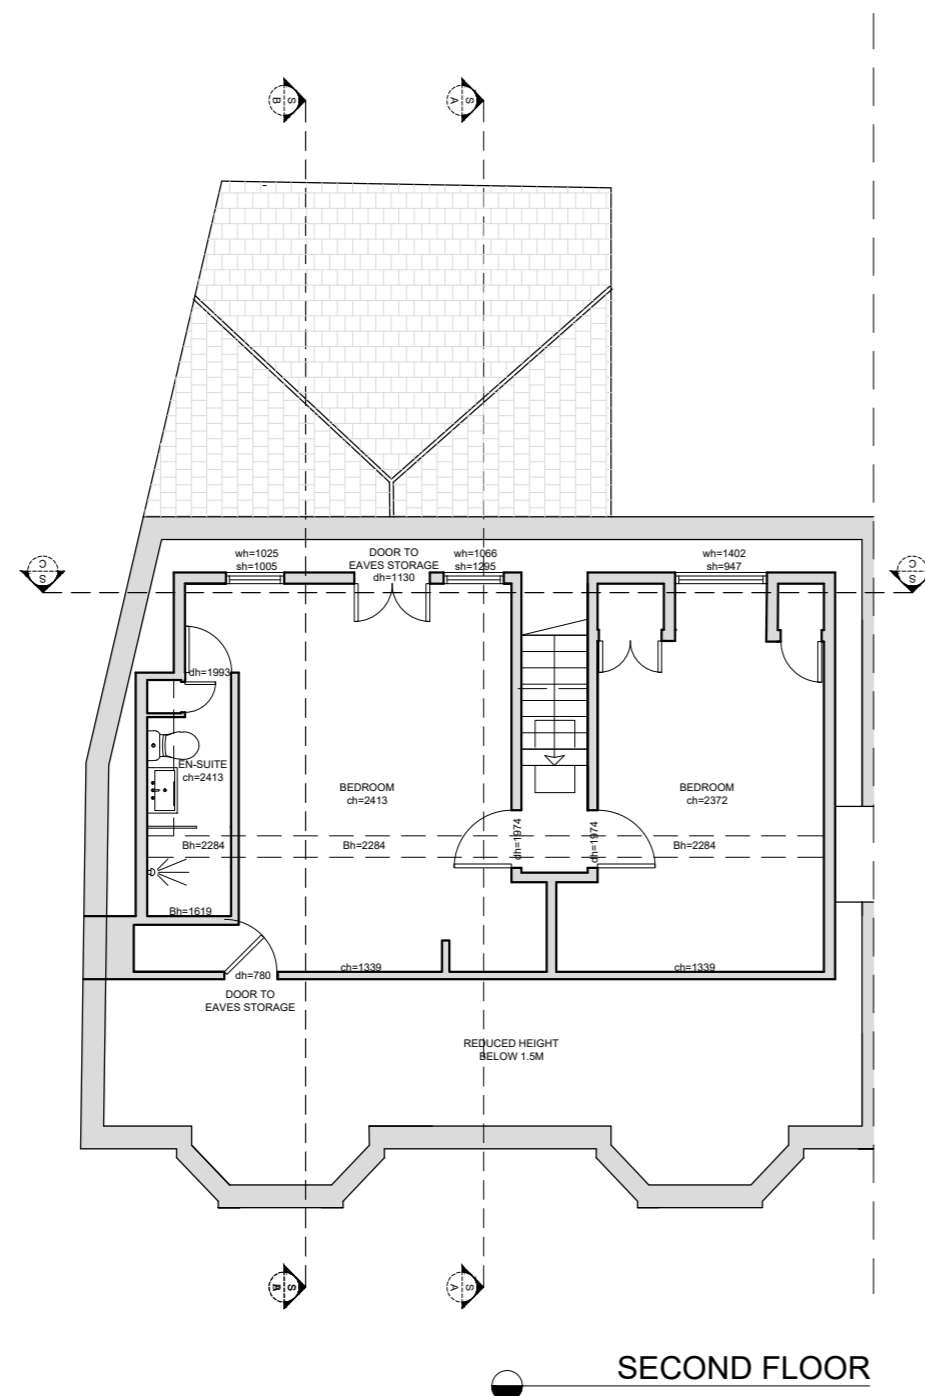 S
B
S
A
wh=1025
sh=1005
DOOR TO
EAVES STORAGE
dh=1130
wh=1066
sh=1295
wh=1402
sh=947
C
S
C
S
dh=1993
EN-SUITE
ch=2413
BEDROOM
ch=2413
BEDROOM
ch=2372
dh=1974
dh=1974
Bh=2284
Bh=2284
Bh=2284
Bh=1619
ch=1339
ch=1339
dh=780
DOOR TO
EAVES STORAGE
REDUCED HEIGHT
BELOW 1.5M
S
B
S
A
SECOND FLOOR